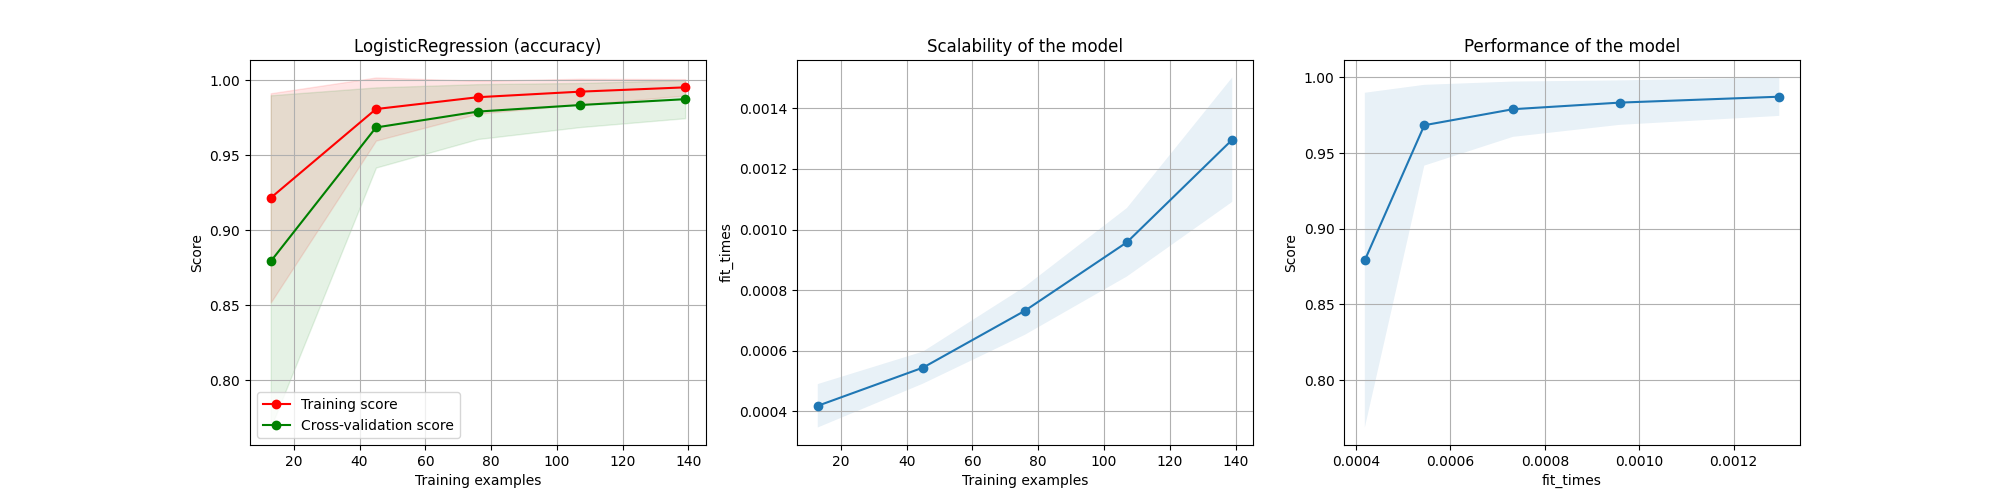 LogisticRegression (accuracy)
Score
1.00
0.95
0.90
0.85
0.80
Training score
Cross-validation score
20 40 60 80 100 120 140
Training examples
Scalability of the model
fit_times
0.0014
0.0012
0.0010
0.0008
0.0006
0.0004
20 40 60 80 100 120 140
Training examples
Performance of the model
Score
1.00
0.95
0.90
0.85
0.80
0.0004 0.0006 0.0008 0.0010 0.0012
fit_times